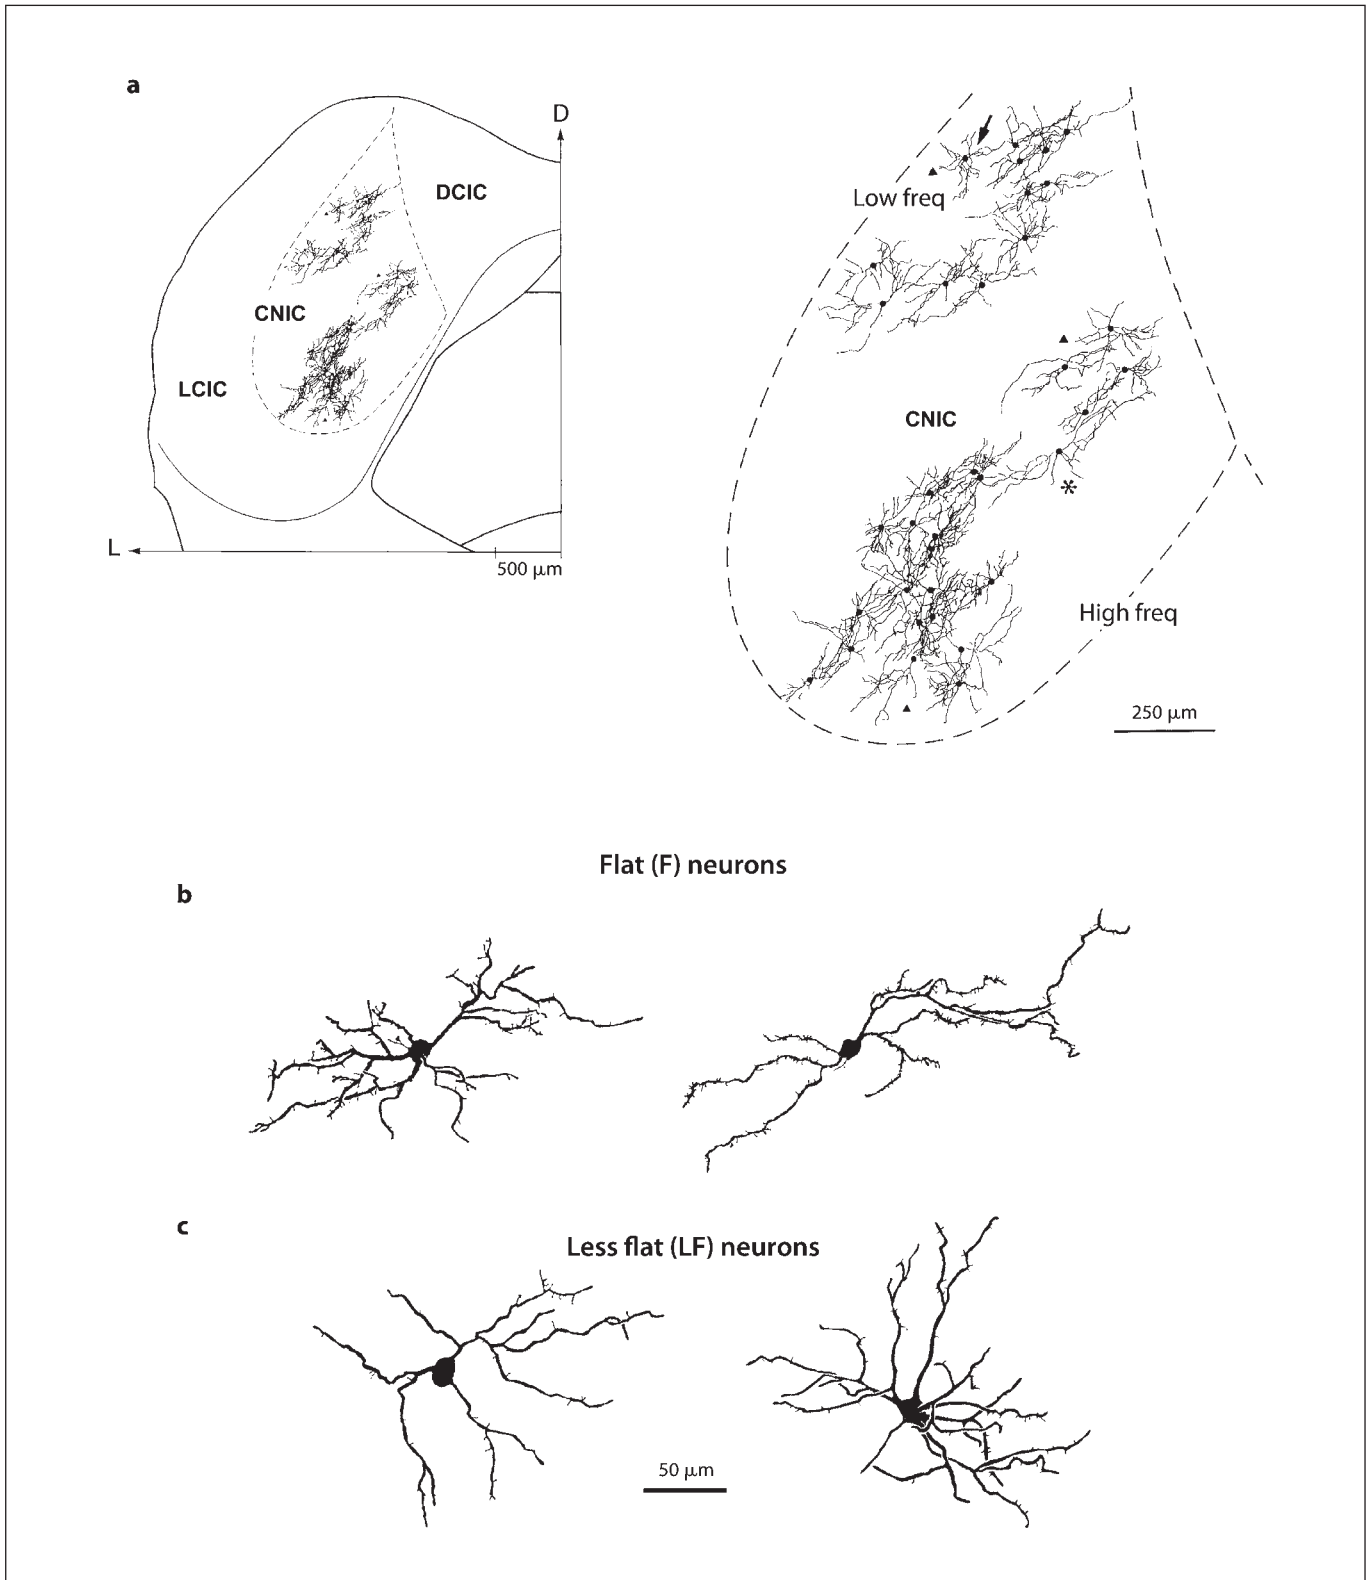 a
D
DCIC
CNIC
LCIC
L
500 µm
Low freq
CNIC
*
High freq
250 µm
Flat (F) neurons
b
c
Less flat (LF) neurons
50 µm